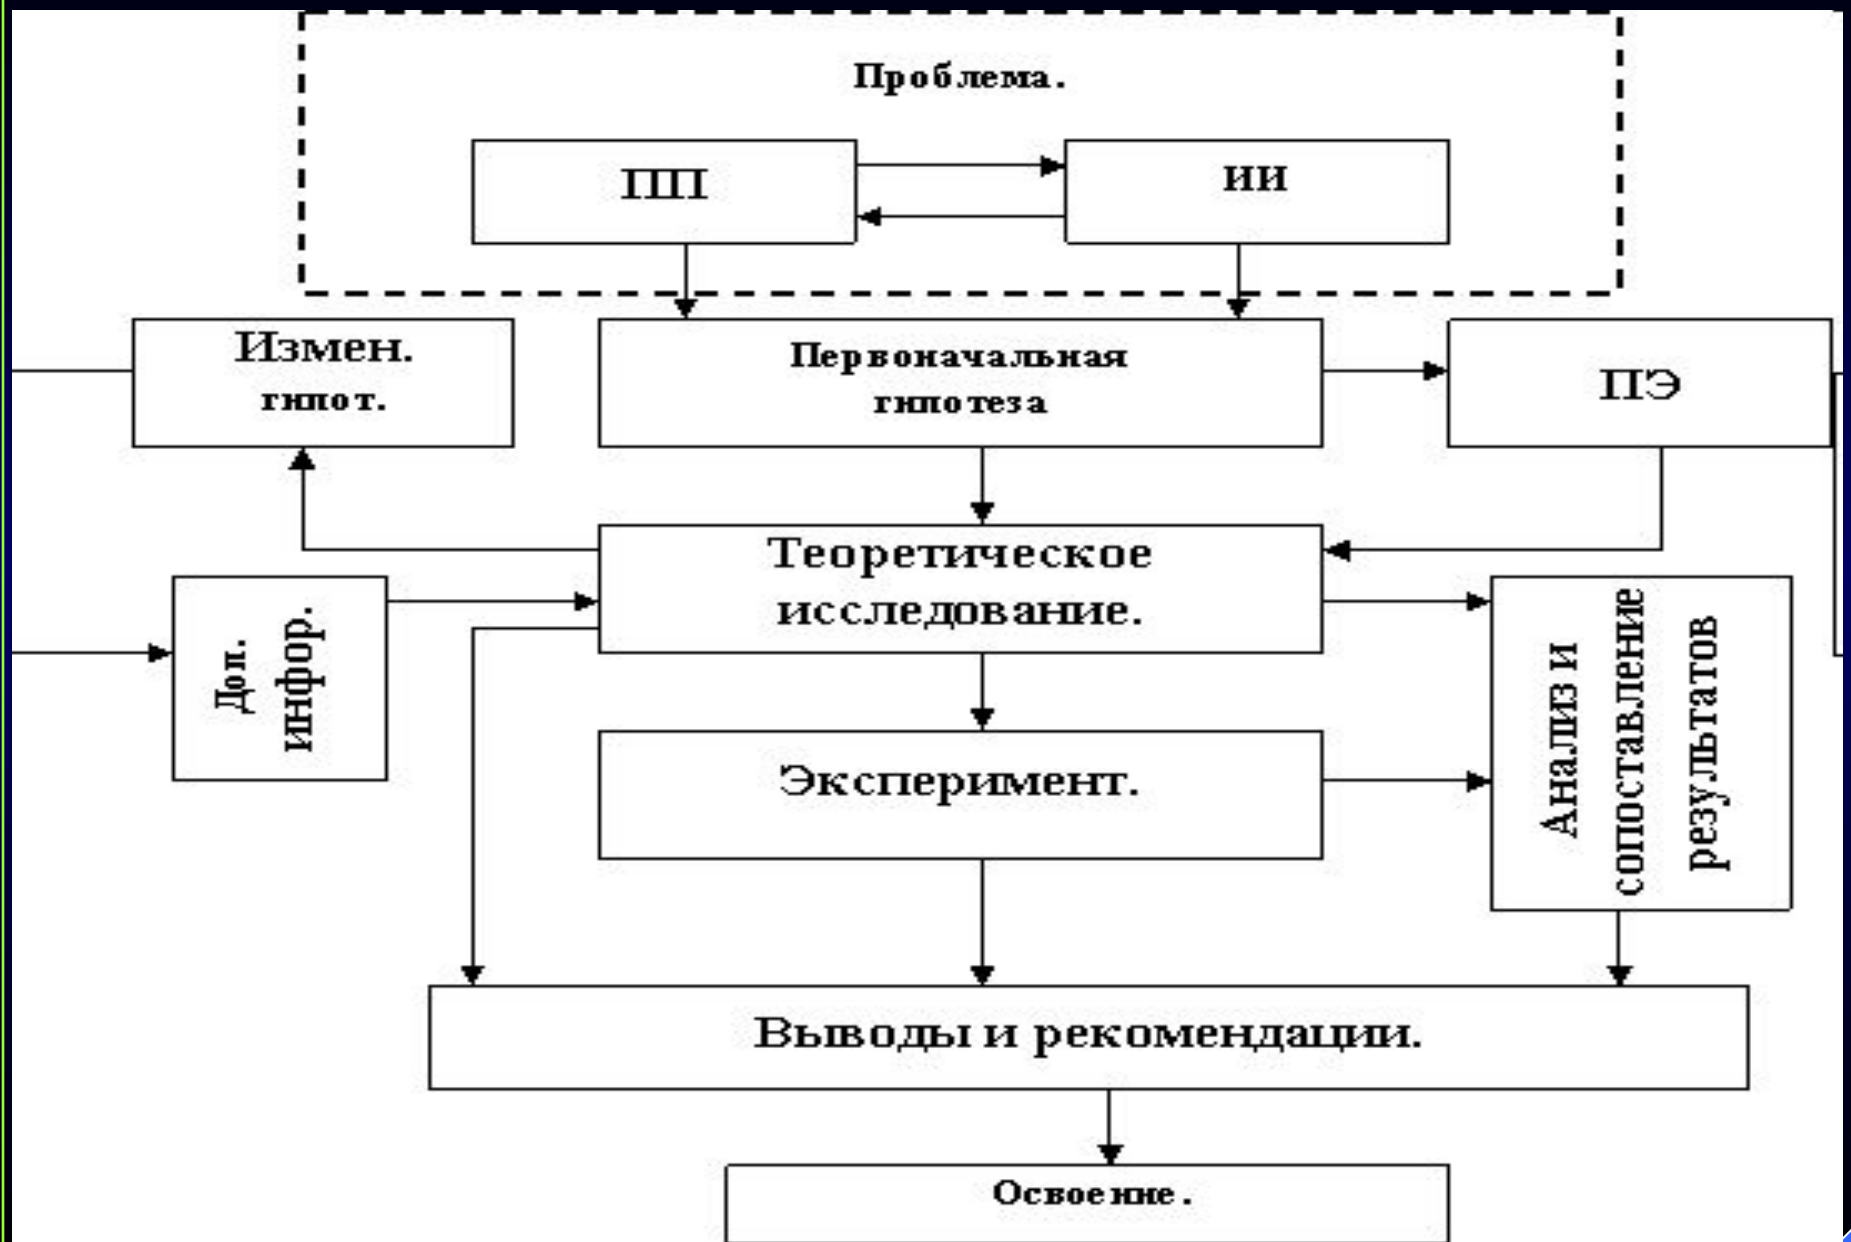 Проблема.
ПП
ИИ
Измен.
гипот.
Первоначальная
гипотеза
ПЭ
Теоретическое
исследование.
Доп.
инфор.
Анализ и
сопоставление
результатов
Эксперимент.
Выводы и рекомендации.
Освоение.